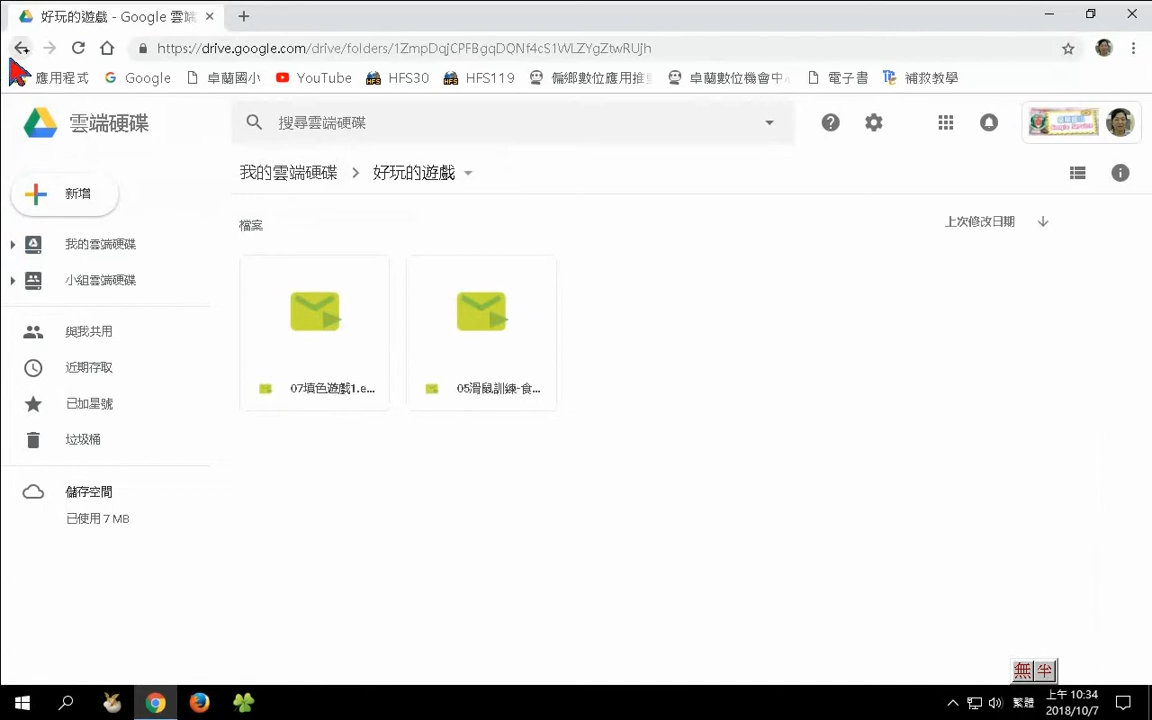 好玩的遊戲 - Google 雲端
https://drive.google.com/drive/folders/1ZmpDqjCPFBgqDQNf4cS1WLZYgZtwRUjh
應用程式 Google 卓蘭國小 YouTube HFS30 HFS119 偏鄉數位應用推 卓蘭數位機會中 電子書 補救教學
雲端硬碟
搜尋雲端硬碟
我的雲端硬碟 > 好玩的遊戲
新增
檔案
上次修改日期
我的雲端硬碟
小組雲端硬碟
與我共用
近期存取
已加星號
垃圾桶
儲存空間
已使用 7 MB
07填色遊戲1.e...
05滑鼠訓練-食...
無 半
繁體
上午 10:34
2018/10/7